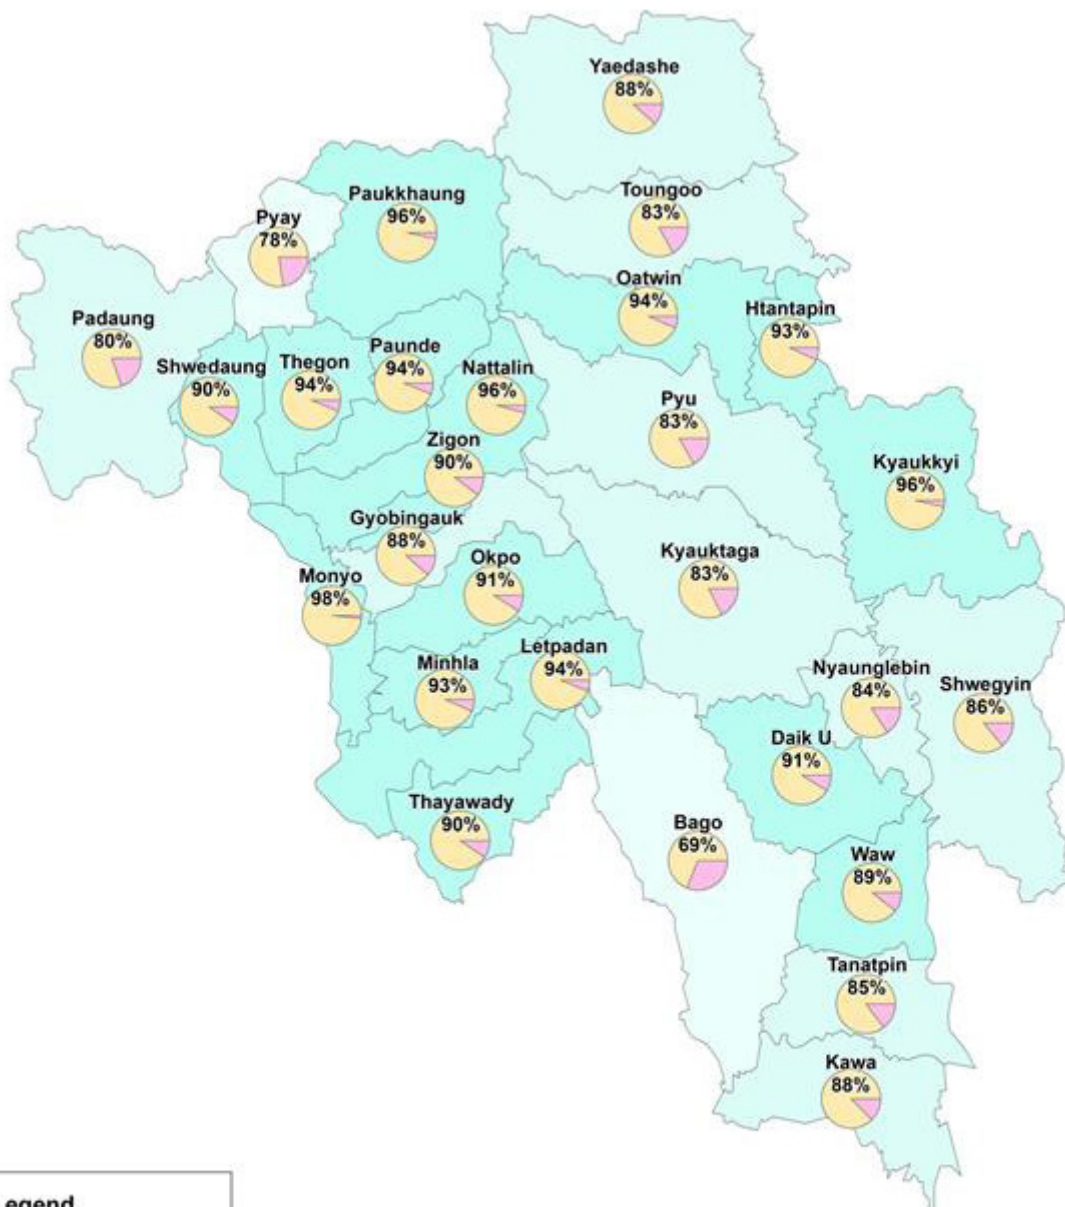 Yaedashe
88%
Toungoo
83%
Paukkhaung
96%
Pyay
78%
Oatwin
94%
Htantapin
93%
Padaung
80%
Shwedaung
90%
Thegon
94%
Paunde
94%
Nattalin
96%
Pyu
83%
Zigon
90%
Kyaukkyi
96%
Gyobingauk
88%
Okpo
91%
Kyauktaga
83%
Monyo
98%
Letpadan
94%
Minhla
93%
Nyaunglebin
84%
Shwegyin
86%
Daik U
91%
Thayawady
90%
Bago
69%
Waw
89%
Tanatpin
85%
Kawa
88%
egend